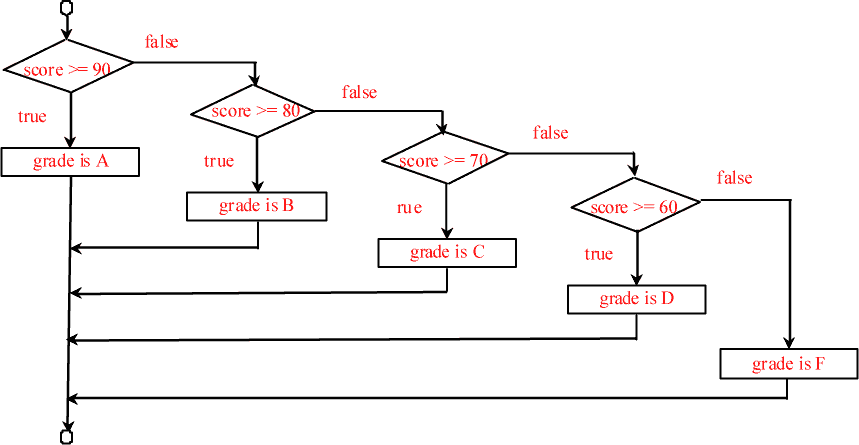 false
score >= 90
true
grade is A
false
score >= 80
true
grade is B
false
score >= 70
rue
grade is C
false
score >= 60
true
grade is D
grade is F